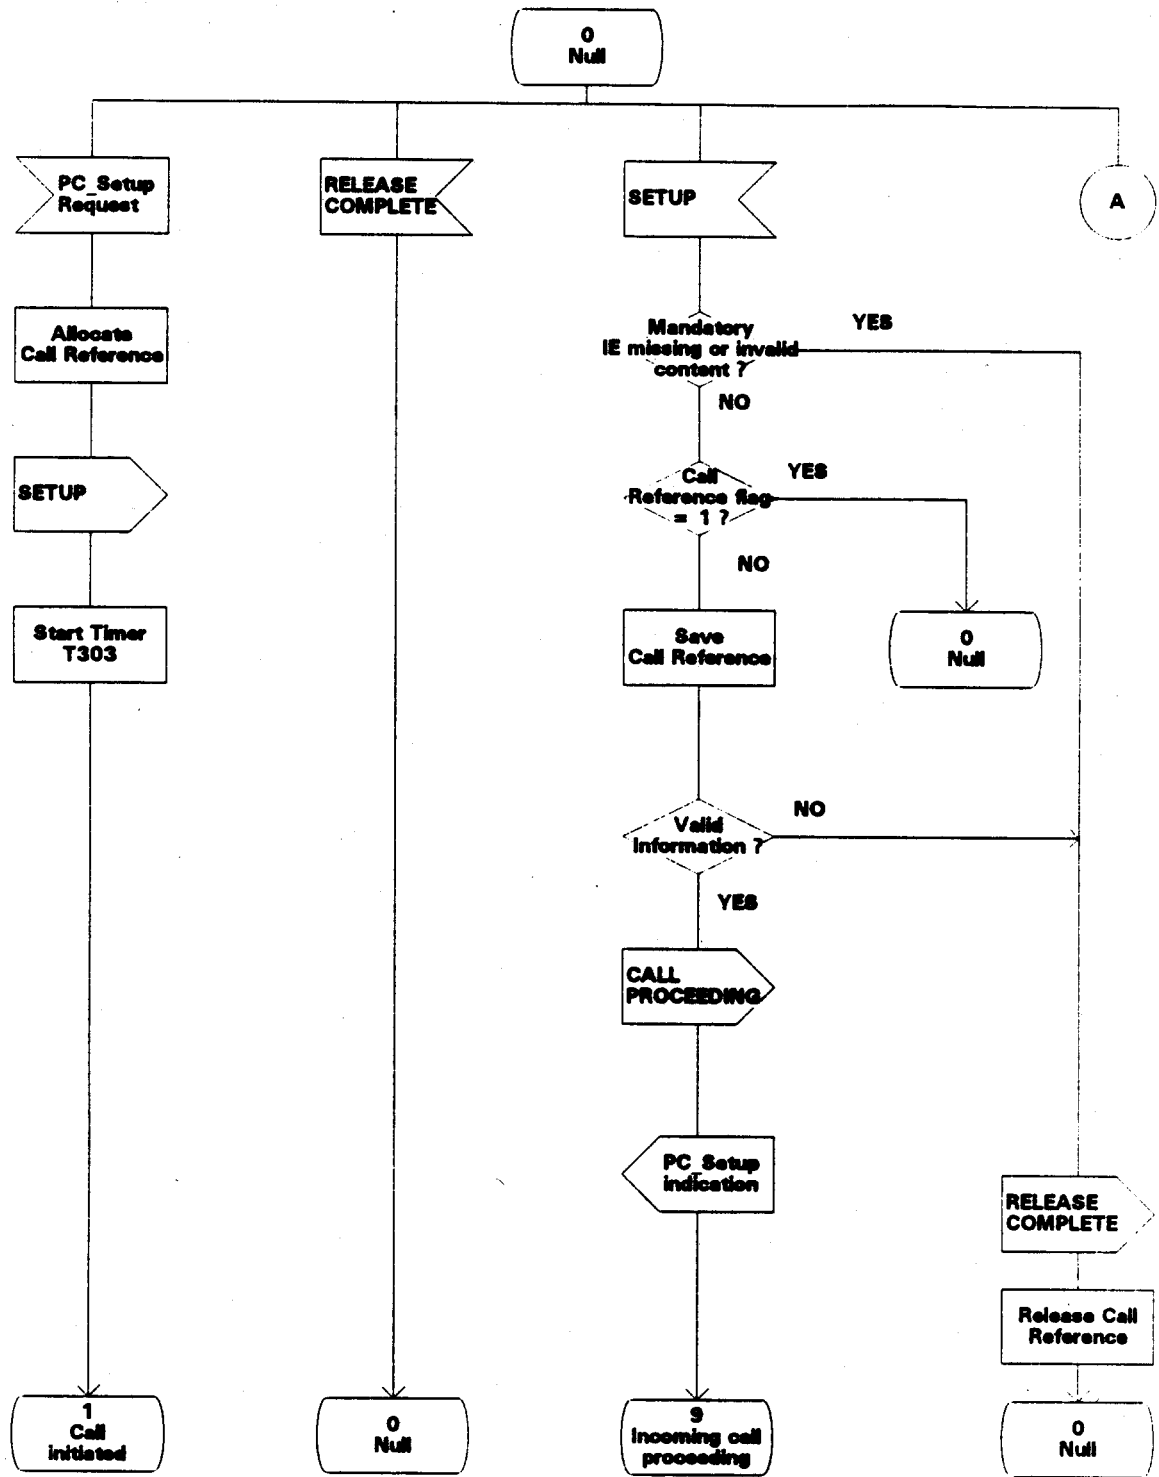 0
Null
PC_Setup
Request
RELEASE
COMPLETE
SETUP
A
Allocate
Call Reference
Mandatory
IE missing or invalid
content ?
YES
NO
SETUP
Call
Reference flag
= 1 ?
YES
NO
Start Timer
T303
Save
Call Reference
0
Null
Valid
Information ?
NO
YES
CALL
PROCEEDING
PC_Setup
indication
RELEASE
COMPLETE
Release Call
Reference
1
Call
initiated
0
Null
9
Incoming call
proceeding
0
Null